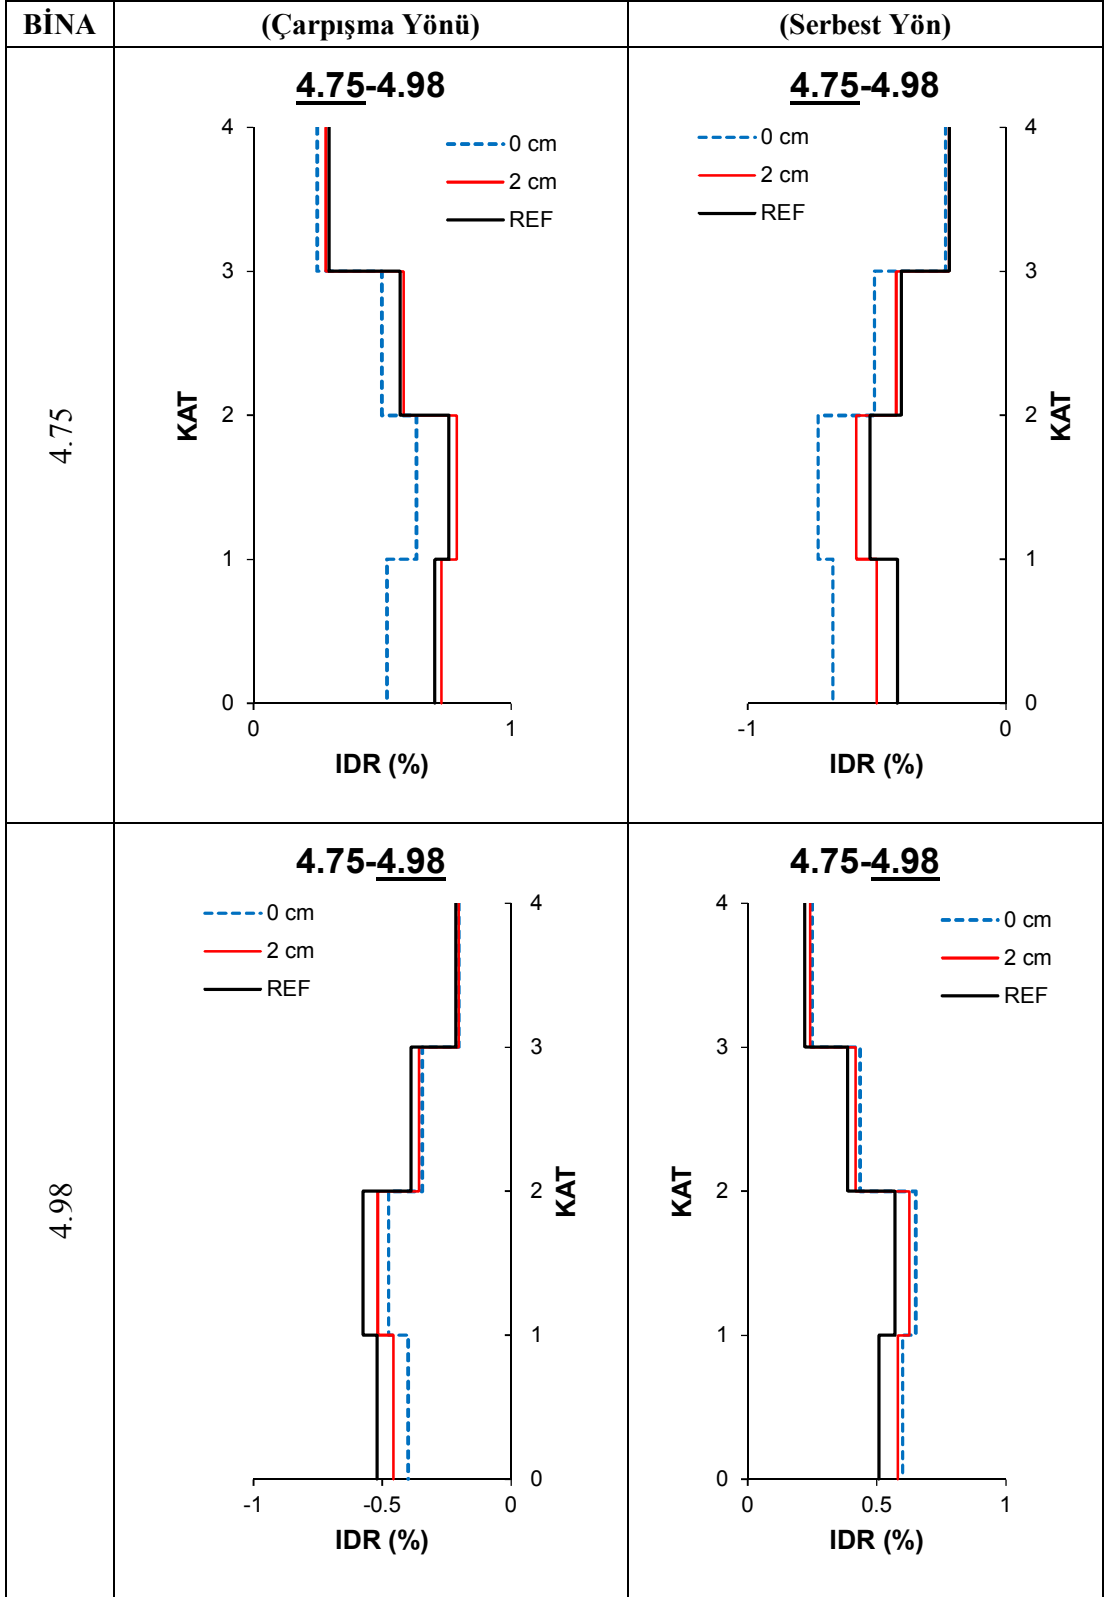 BİNA (Çarpışma Yönü) (Serbest Yön)
4.75
4.75-4.98
4
3
2
1
0
0 1
KAT
IDR (%)
0 cm
2 cm
REF
4.75-4.98
0 cm
2 cm
REF
4
3
2
1
0
-1 0
KAT
IDR (%)
4.98
4.75-4.98
0 cm
2 cm
REF
4
3
2
1
0
-1 -0.5 0
KAT
IDR (%)
4.75-4.98
4
3
2
1
0
0 0.5 1
KAT
IDR (%)
0 cm
2 cm
REF